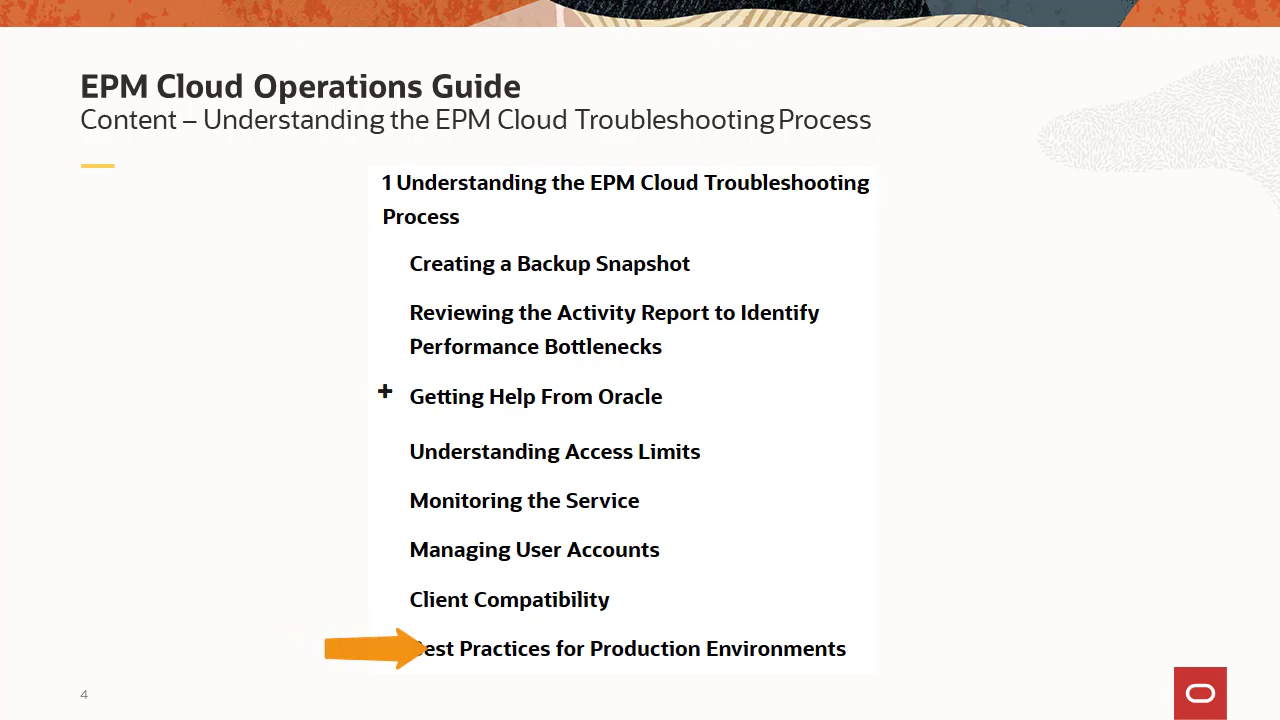 EPM Cloud Operations Guide
Content – Understanding the EPM Cloud Troubleshooting Process
1 Understanding the EPM Cloud Troubleshooting
Process
Creating a Backup Snapshot
Reviewing the Activity Report to Identify
Performance Bottlenecks
+ Getting Help From Oracle
Understanding Access Limits
Monitoring the Service
Managing User Accounts
Client Compatibility
Best Practices for Production Environments
4